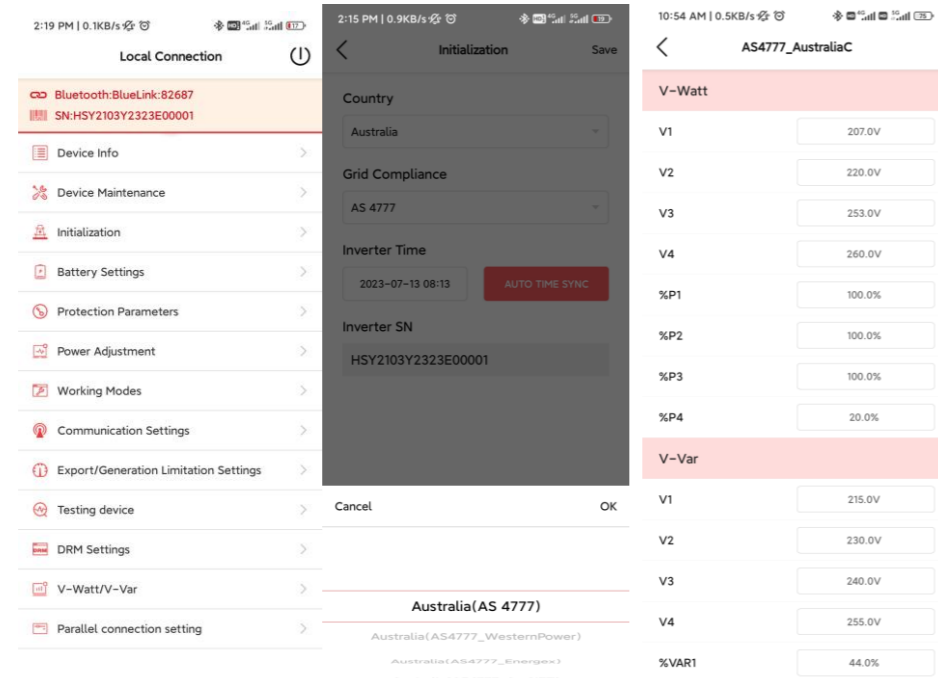 2:19 PM | 0.1KB/s
Local Connection
Bluetooth:BlueLink:82687
SN:HSY2103Y2323E00001
Device Info
Device Maintenance
Initialization
Battery Settings
Protection Parameters
Power Adjustment
Working Modes
Communication Settings
Export/Generation Limitation Settings
Testing device
DRM Settings
V-Watt/V-Var
Parallel connection setting
2:15 PM | 0.9KB/s
Initialization Save
Country
Australia
Grid Compliance
AS 4777
Inverter Time
2023-07-13 08:13 AUTO TIME SYNC
Inverter SN
HSY2103Y2323E00001
Cancel OK
Australia(AS 4777)
Australia(AS4777_WesternPower)
Australia(AS4777_Energex)
10:54 AM | 0.5KB/s 75
AS4777_AustraliaC
V-Watt
V1 207.0V
V2 220.0V
V3 253.0V
V4 260.0V
%P1 100.0%
%P2 100.0%
%P3 100.0%
%P4 20.0%
V-Var
V1 215.0V
V2 230.0V
V3 240.0V
V4 255.0V
%VAR1 44.0%